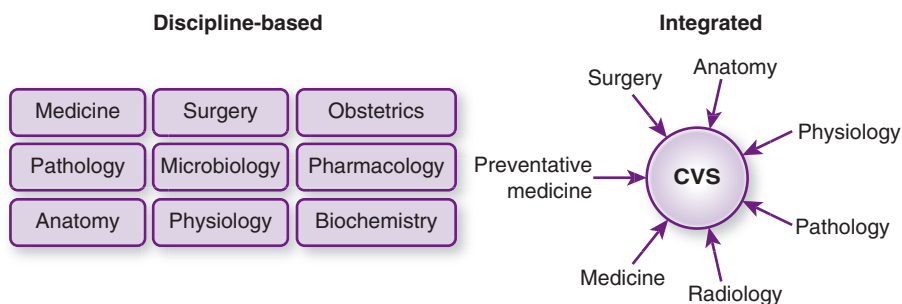 Discipline-based
Medicine
Surgery
Obstetrics
Pathology
Microbiology
Pharmacology
Anatomy
Physiology
Biochemistry
Integrated
Surgery
Anatomy
Physiology
Preventative
medicine
CVS
Pathology
Medicine
Radiology